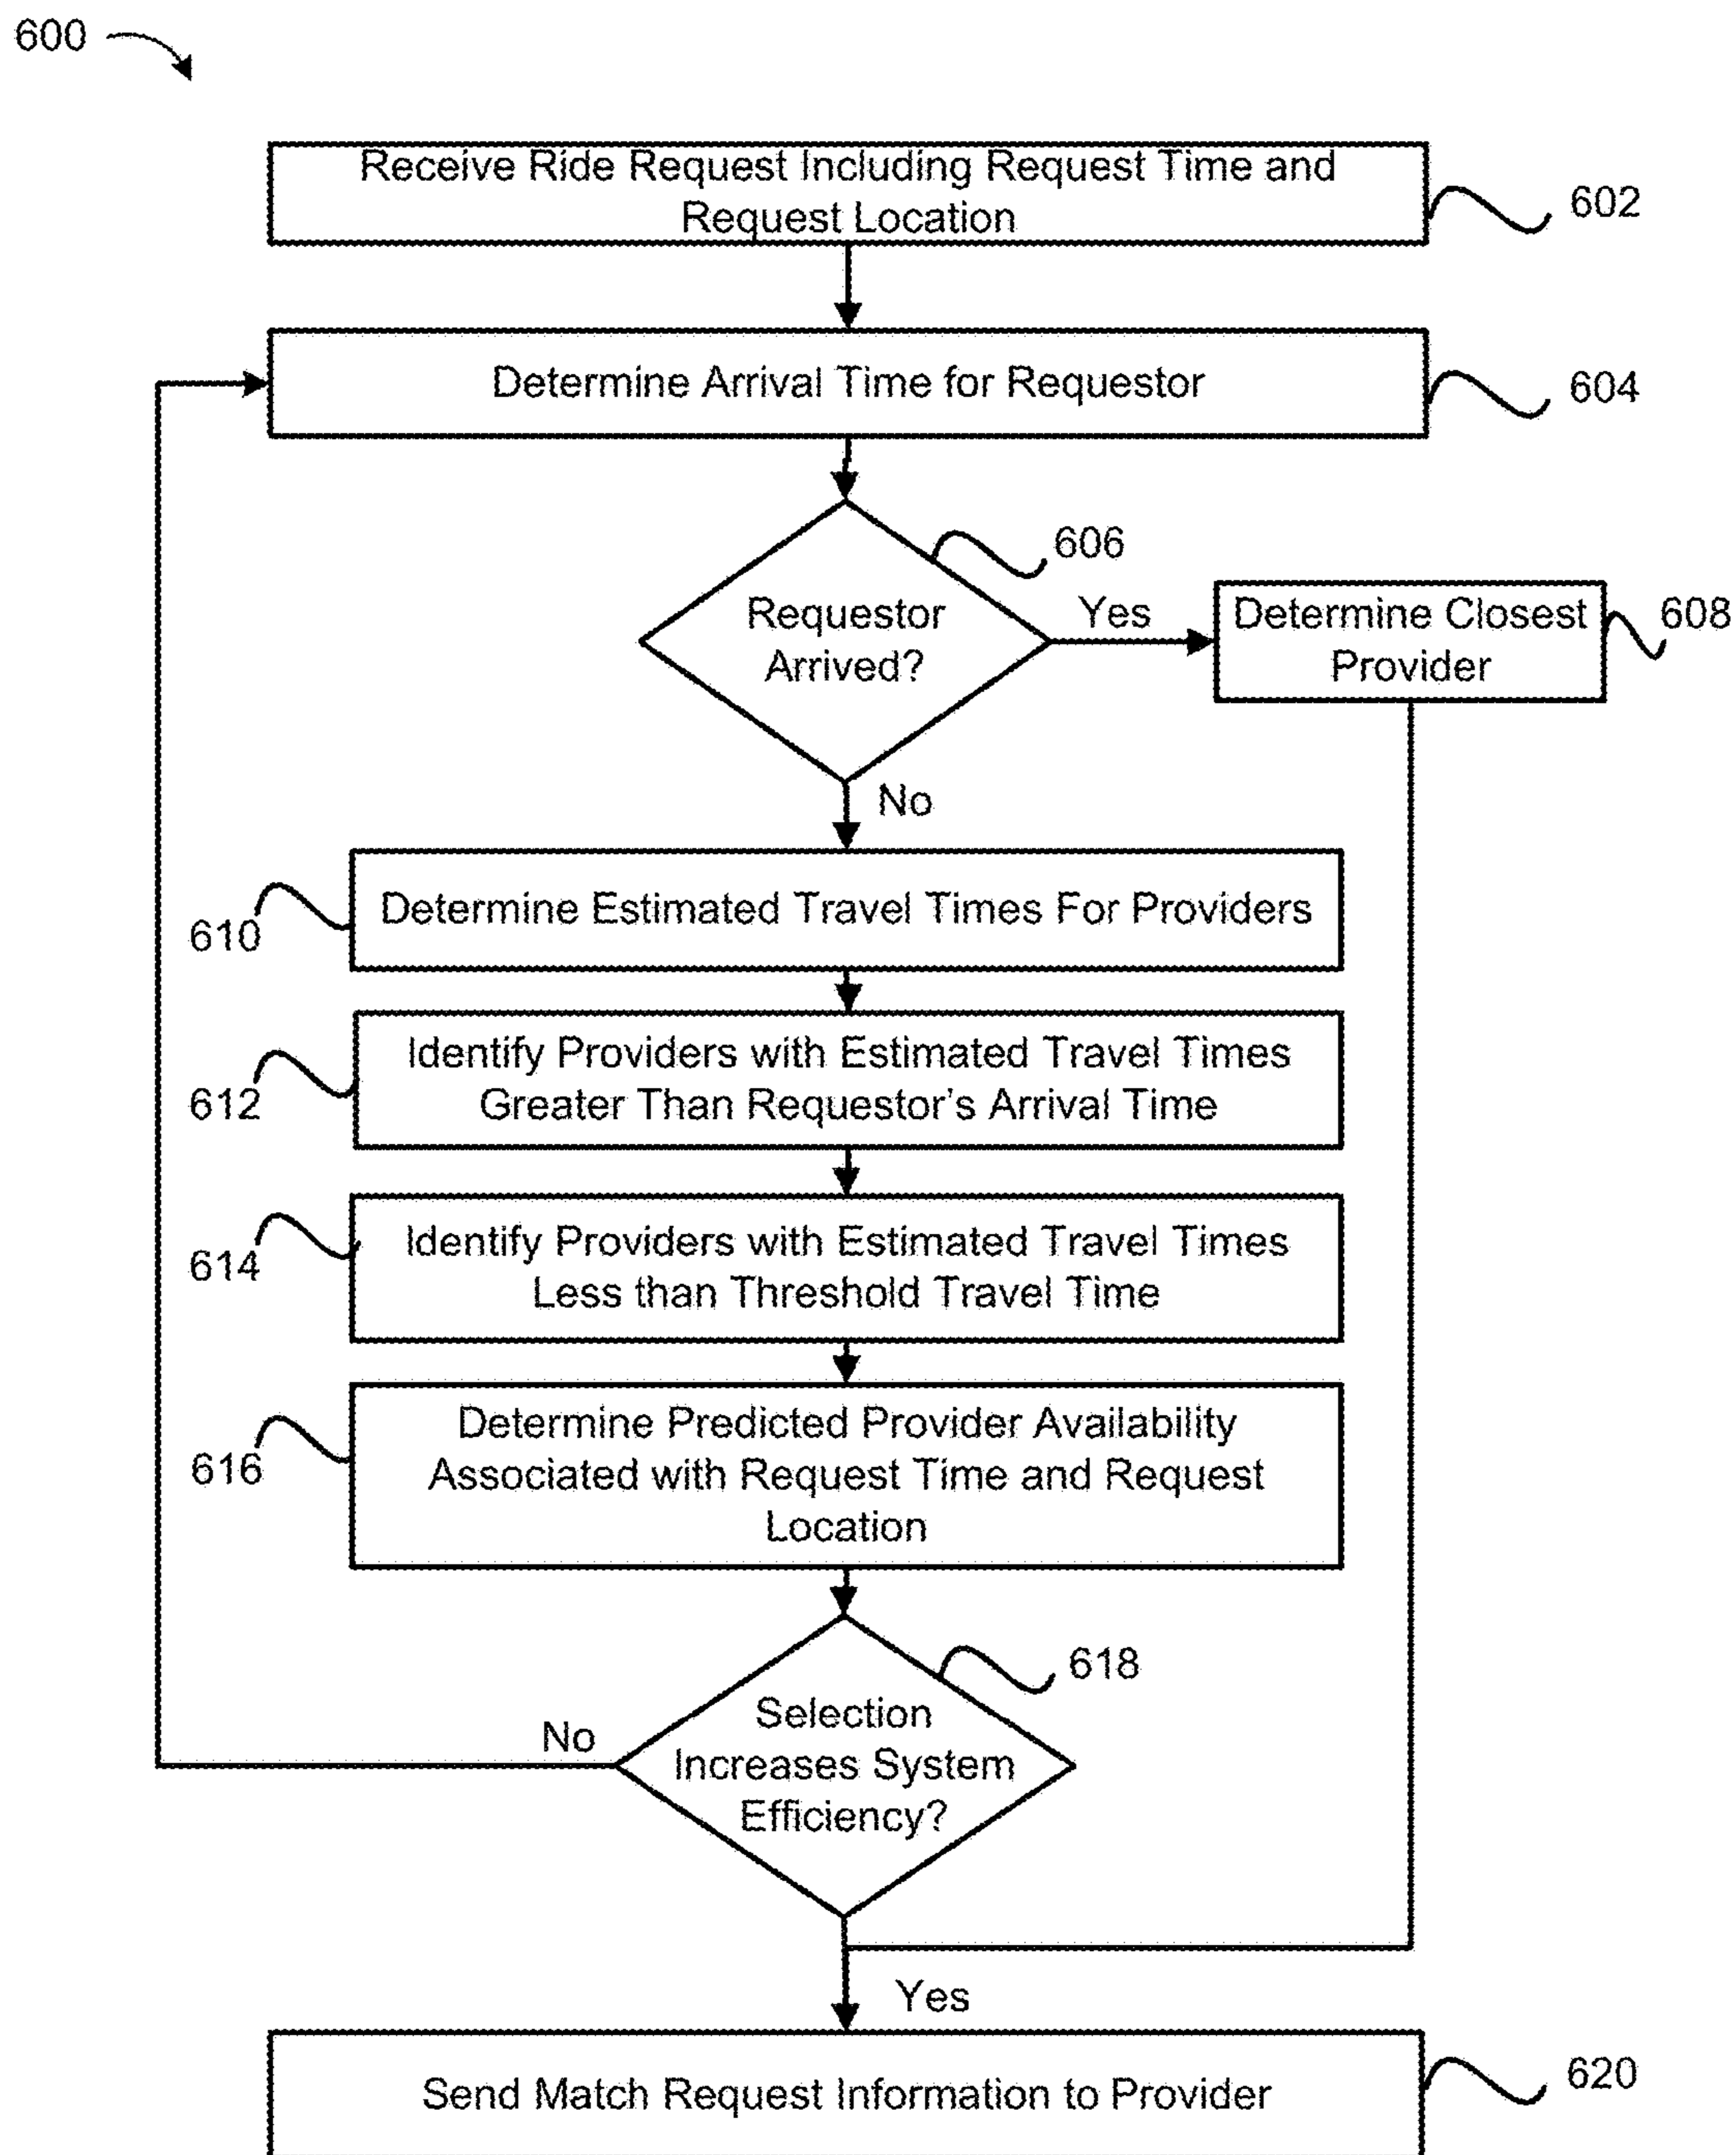 600
Receive Ride Request Including Request Time and
Request Location
602
Determine Arrival Time for Requestor
604
606
Requestor
Arrived?
Yes
Determine Closest
Provider
608
No
Determine Estimated Travel Times For Providers
610
Identify Providers with Estimated Travel Times
Greater Than Requestor's Arrival Time
612
Identify Providers with Estimated Travel Times
Less than Threshold Travel Time
614
Determine Predicted Provider Availability
Associated with Request Time and Request
Location
616
618
Selection
Increases System
Efficiency?
No
Yes
Send Match Request Information to Provider
620